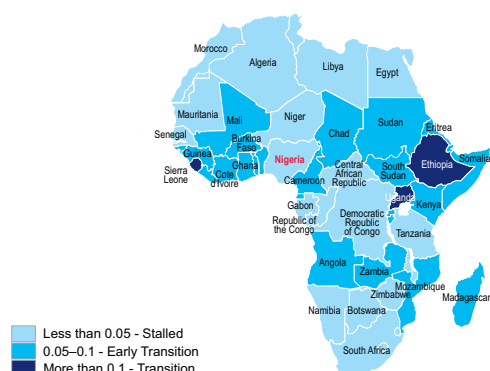 Morocco
Algeria
Libya
Egypt
Mauritania
Mali
Niger
Chad
Sudan
Eritrea
Senegal
Burkina
Faso
Guinea
Ghana
Nigeria
Sierra
Leone
Cote
d'Ivoire
Cameroon
Central
African
Republic
South
Sudan
Ethiopia
Somalia
Uganda
Kenya
Gabon
Republic of
the Congo
Democratic
Republic
of Congo
Tanzania
Angola
Zambia
Mozambique
Zimbabwe
Madagascar
Namibia
Botswana
South Africa
Less than 0.05 - Stalled
0.05–0.1 - Early Transition
More than 0.1 - Transition